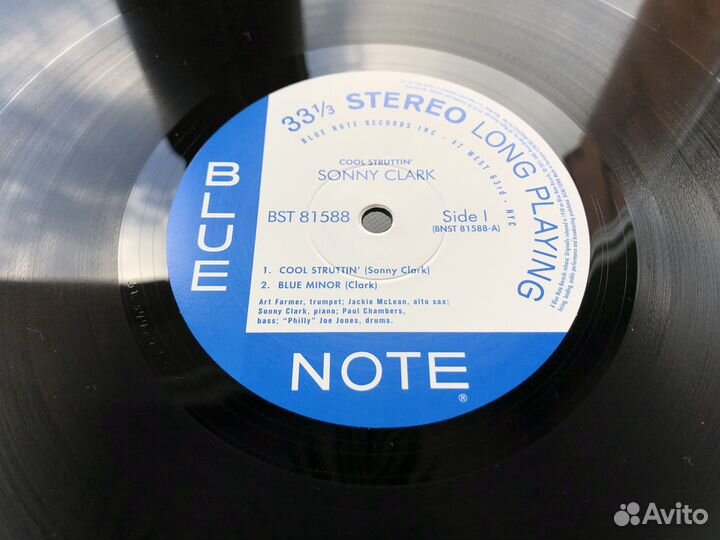 33 1/3 STEREO LONG PLAYING
BLUE NOTE RECORDS INC • 47 WEST 63rd • NYC
COOL STRUTTIN'
SONNY CLARK
BST 81588
Side I
(BNST 81588-A)
1. COOL STRUTTIN' (Sonny Clark)
2. BLUE MINOR (Clark)
Art Farmer, trumpet; Jackie McLean, alto sax;
Sonny Clark, piano; Paul Chambers,
bass; "Philly" Joe Jones, drums.
BLUE
NOTE®
Avito